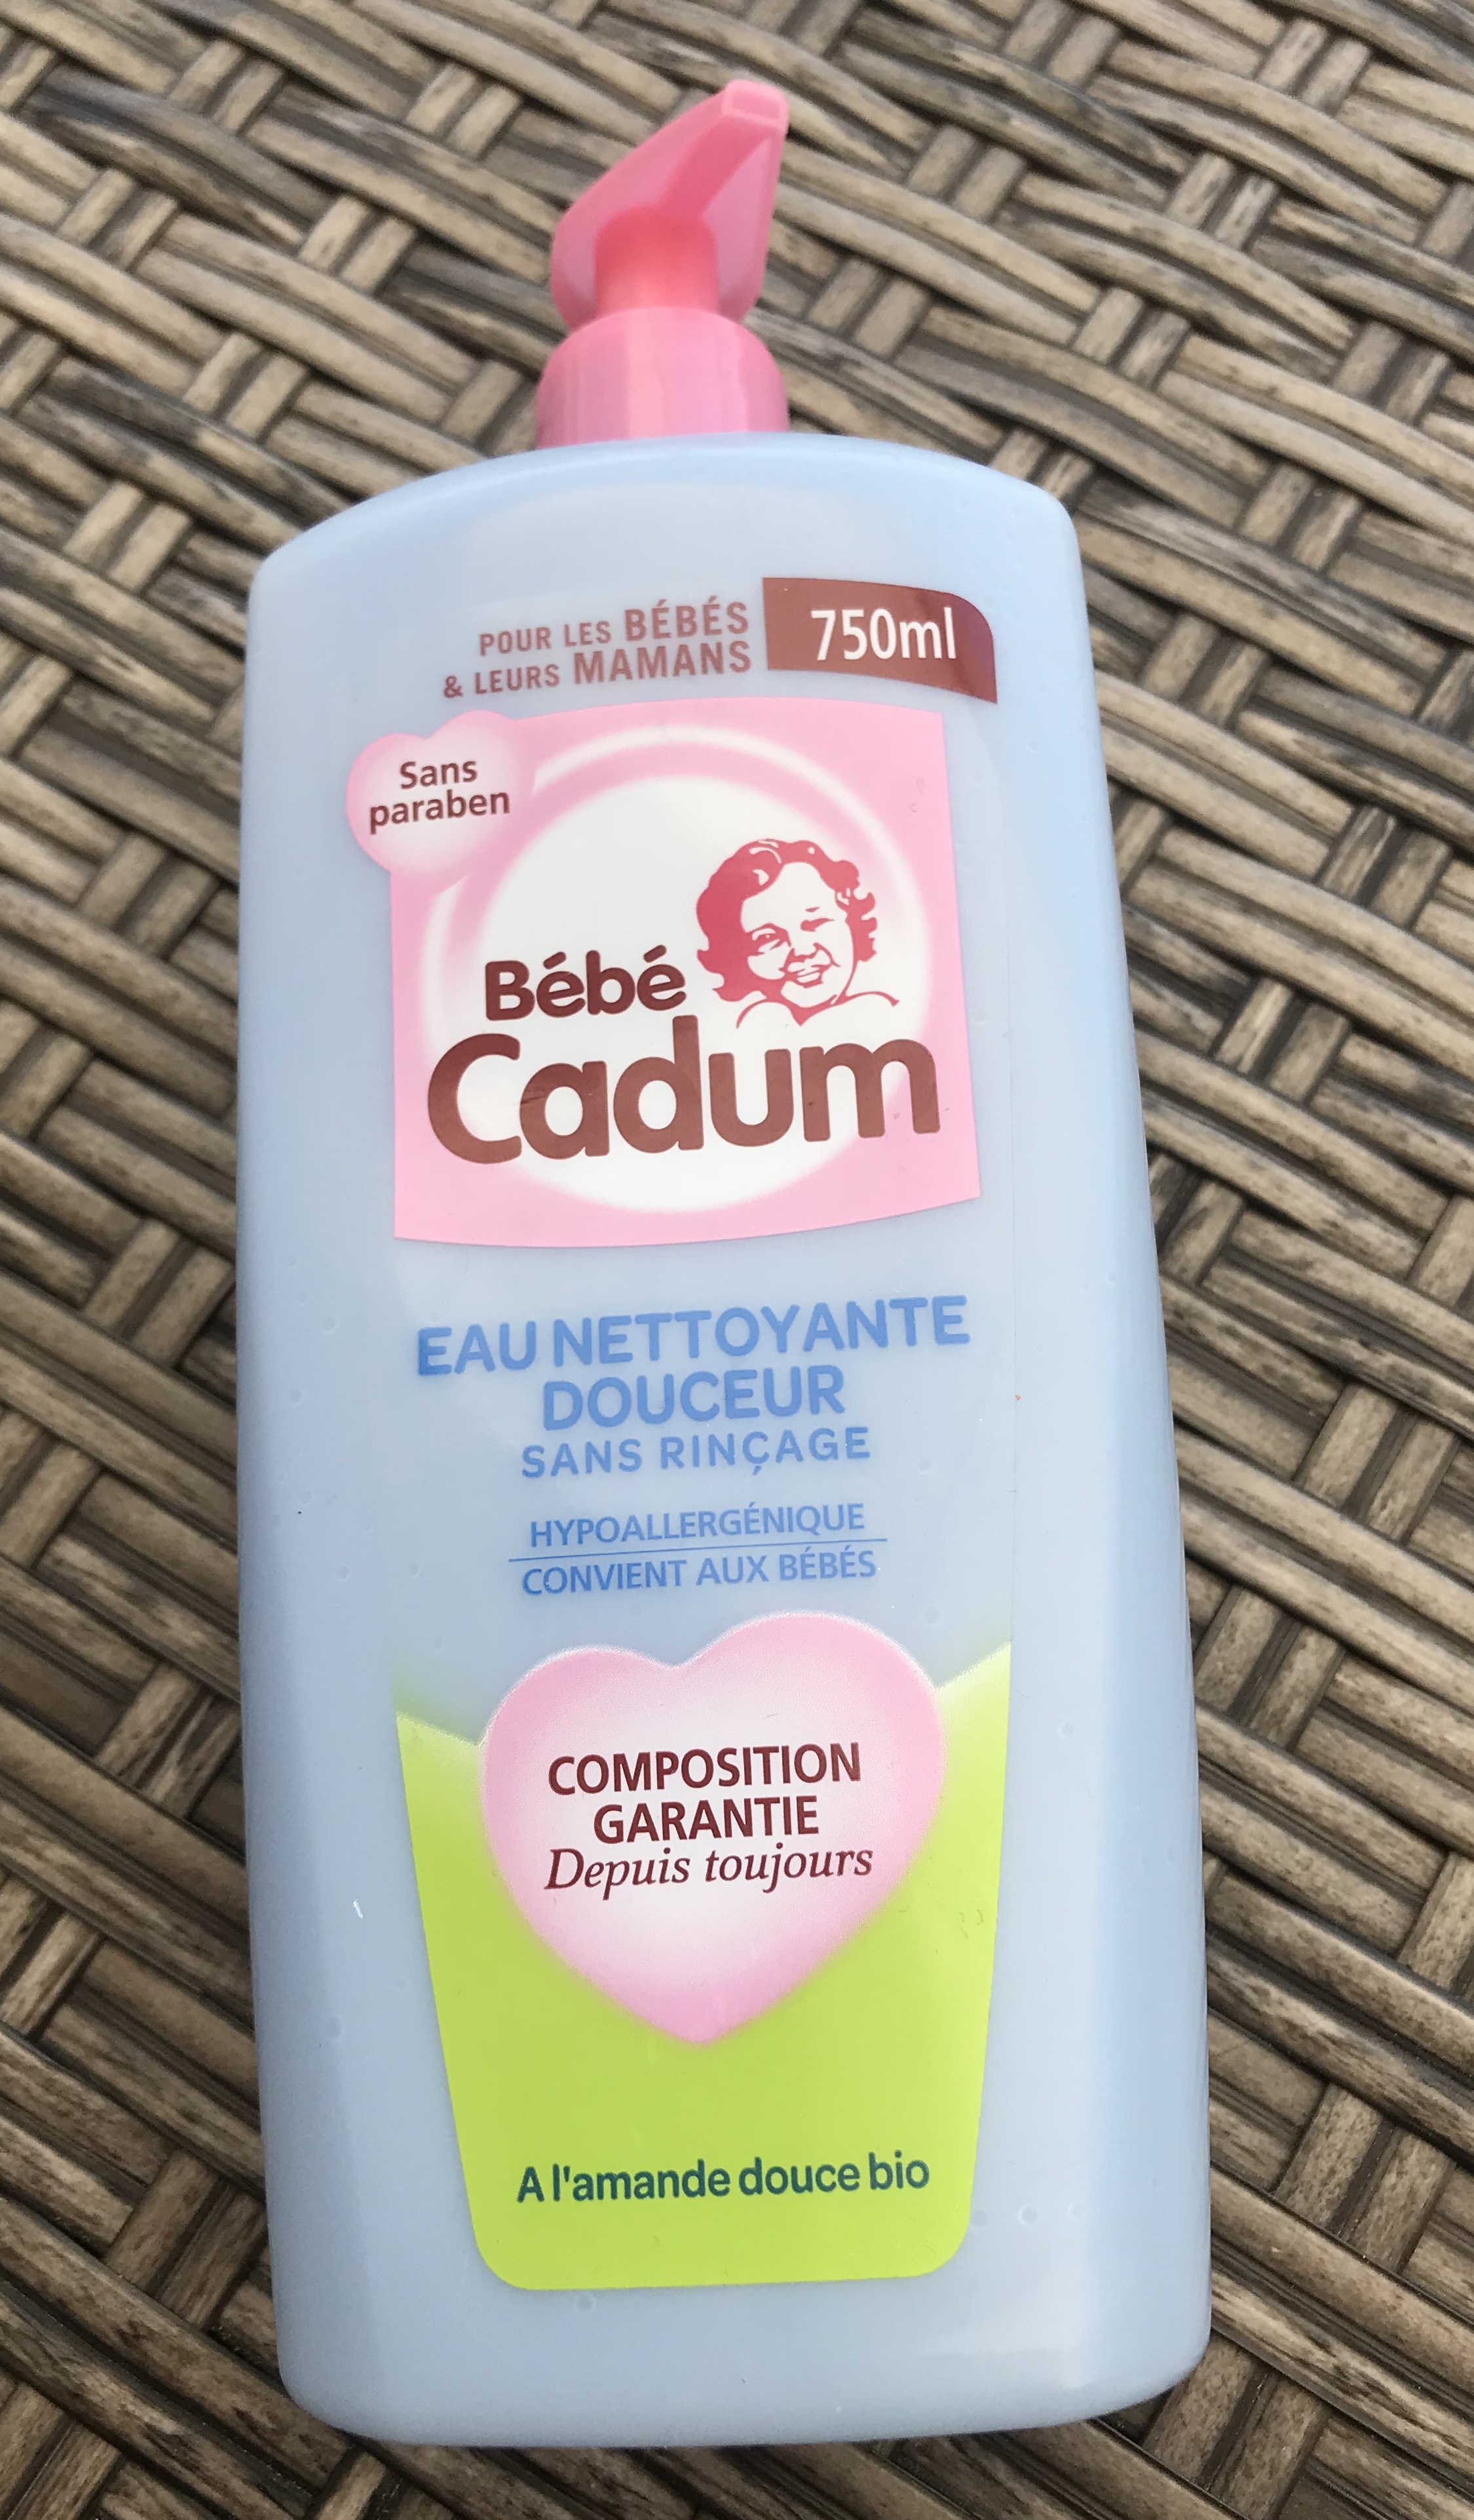 POUR LES BÉBÉS
& LEURS MAMANS
750ml
Sans
paraben
Bébé
Cadum
EAU NETTOYANTE
DOUCEUR
SANS RINÇAGE
HYPOALLERGÉNIQUE
CONVIENT AUX BÉBÉS
COMPOSITION
GARANTIE
Depuis toujours
A l'amande douce bio